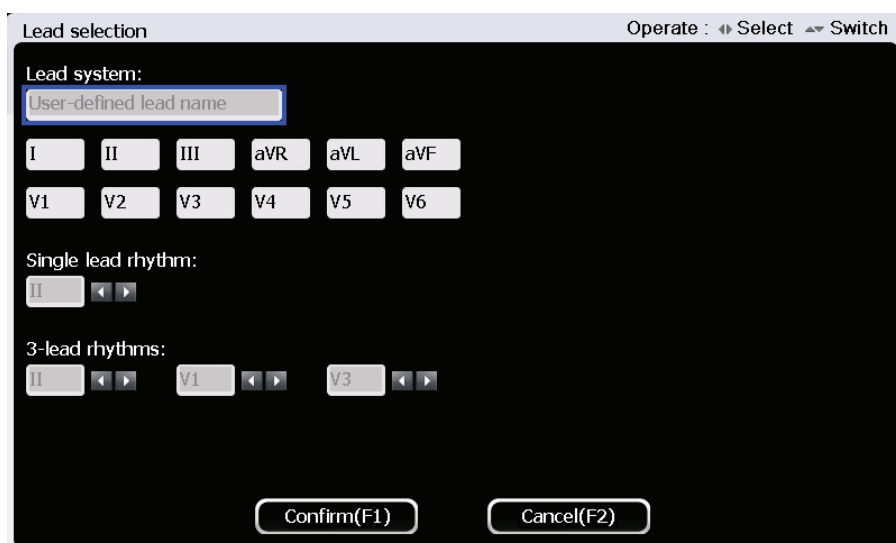 Lead selection Operate : Select Switch
Lead system:
User-defined lead name
I II III aVR aVL aVF
V1 V2 V3 V4 V5 V6
Single lead rhythm:
II
3-lead rhythms:
II V1 V3
Confirm(F1) Cancel(F2)